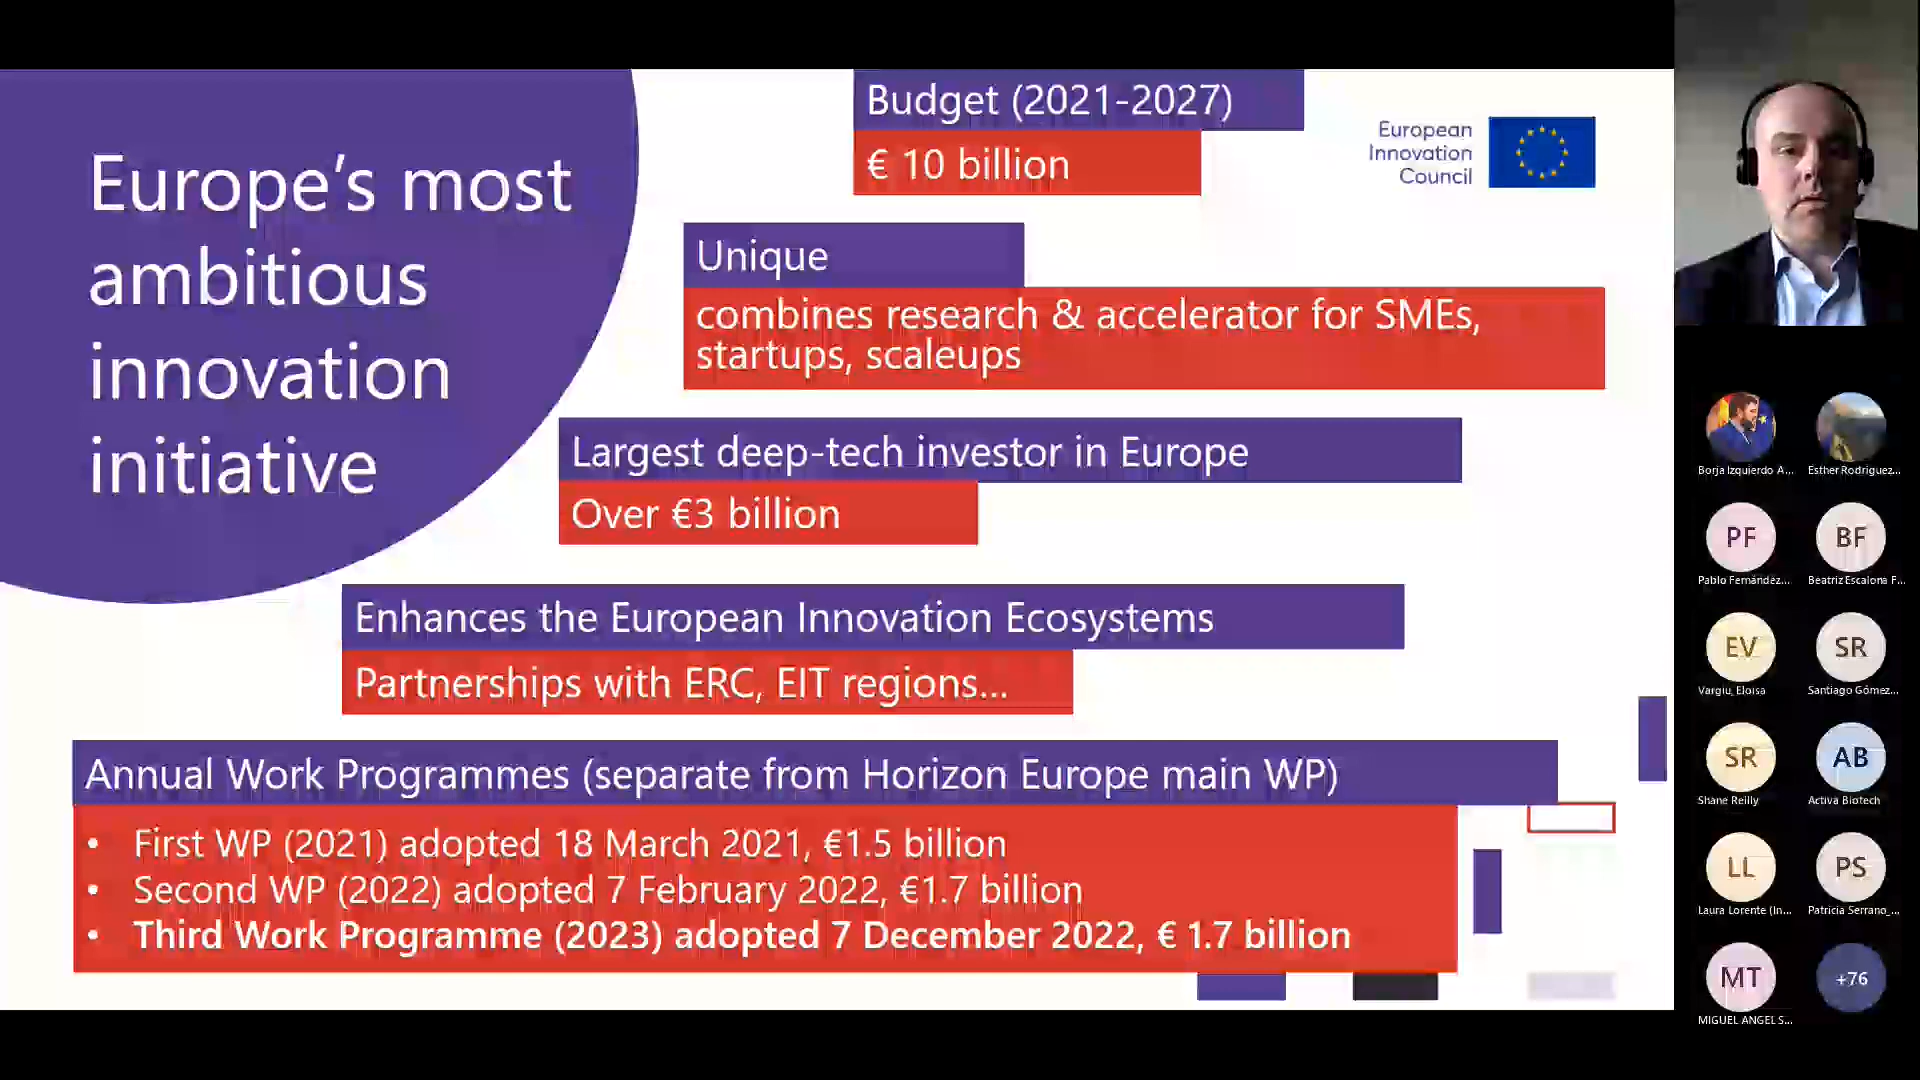 Europe's most
ambitious
innovation
initiative
Budget (2021-2027)
€ 10 billion
European
Innovation
Council
Unique
combines research & accelerator for SMEs,
startups, scaleups
Largest deep-tech investor in Europe
Over €3 billion
Enhances the European Innovation Ecosystems
Partnerships with ERC, EIT regions...
Annual Work Programmes (separate from Horizon Europe main WP)
• First WP (2021) adopted 18 March 2021, €1.5 billion
• Second WP (2022) adopted 7 February 2022, €1.7 billion
• Third Work Programme (2023) adopted 7 December 2022, € 1.7 billion
Borja Izquierdo A...
Esther Rodriguez...
PF
BF
Pablo Fernández...
Beatriz Escalona F...
EV
SR
Vargiu, Eloisa
Santiago Gómez...
SR
AB
Shane Reilly
Activa Biotech
LL
PS
Laura Lorente (In...
Patricia Serrano_...
MT
+76
MIGUEL ANGEL S...